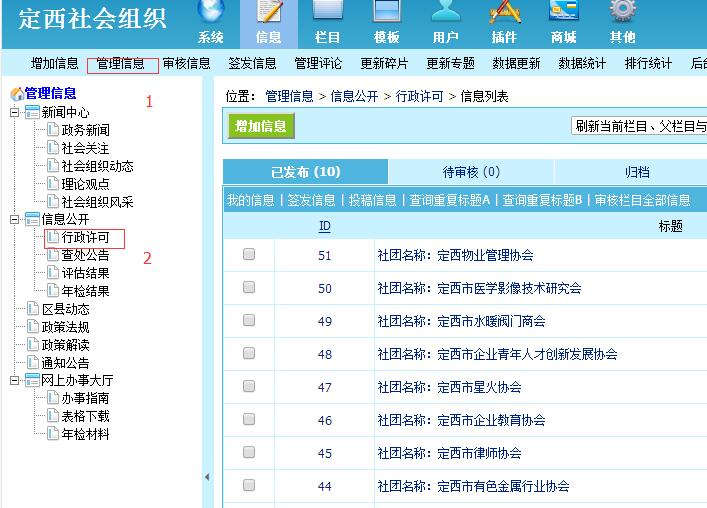 定西社会组织
系统 信息 栏目 模板 用户 插件 商城 其他
增加信息 管理信息 审核信息 签发信息 管理评论 更新碎片 更新专题 数据更新 数据统计 排行统计 后
管理信息
1
新闻中心
政务新闻
社会关注
社会组织动态
理论观点
社会组织风采
信息公开
行政许可
2
查处公告
评估结果
年检结果
区县动态
政策法规
政策解读
通知公告
网上办事大厅
办事指南
表格下载
年检材料
位置： 管理信息 > 信息公开 > 行政许可 > 信息列表
增加信息
刷新当前栏目、父栏目与
已发布 (10) 待审核 (0) 归档
我的信息 | 签发信息 | 投稿信息 | 查询重复标题A | 查询重复标题B | 审核栏目全部信息
ID 标题
51 社团名称：定西物业管理协会
50 社团名称：定西市医学影像技术研究会
49 社团名称：定西市水暖阀门商会
48 社团名称：定西市企业青年人才创新发展协会
47 社团名称：定西市星火协会
46 社团名称：定西市企业教育协会
45 社团名称：定西市律师协会
44 社团名称：定西市有色金属行业协会